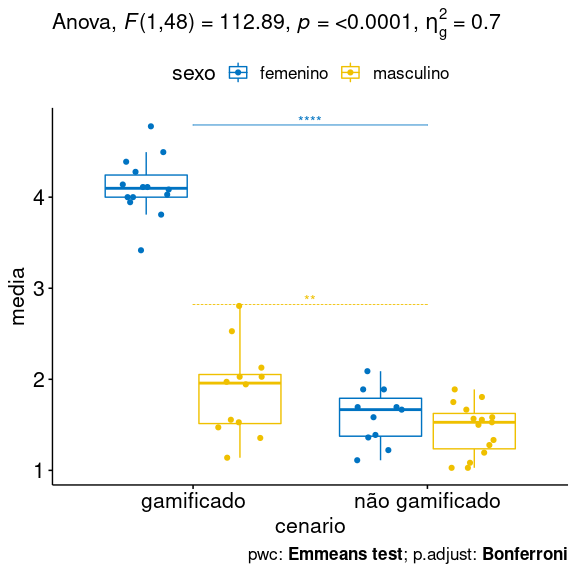 Anova, F(1,48) = 112.89, p = <0.0001, η²g = 0.7
sexo femenino masculino
****
4
media
3
**
2
1
gamificado não gamificado
cenario
pwc: Emmeans test; p.adjust: Bonferroni